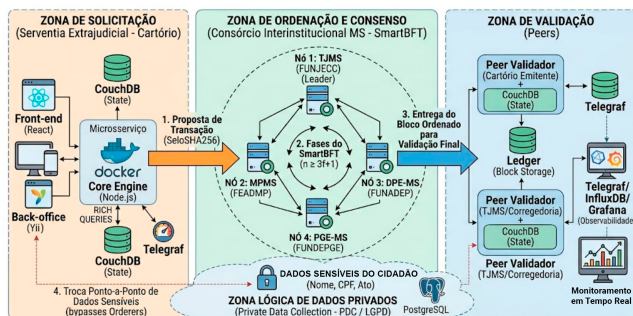 ZONA DE SOLICITAÇÃO
(Serventia Extrajudicial - Cartório)
CouchDB
(State)
Front-end
(React)
Microsserviço
docker
Core Engine
(Node.js)
Back-office
(Yii)
RICH
QUERIES
CouchDB
(State)
Telegraf
4. Troca Ponto-a-Ponto de
Dados Sensíveis
(bypasses Orderers)
1. Proposta de
Transação
(SeloSHA256)
ZONA DE ORDENAÇÃO E CONSENSO
(Consórcio Interinstitucional MS - SmartBFT)
Nó 1: TJMS
(FUNJECC)
(Leader)
2. Fases do
SmartBFT
(n ≥ 3f+1)
NÓ 2: MPMS
(FEADMP)
NÓ 3: DPE-MS
(FUNADEP)
NÓ 4: PGE-MS
(FUNDEPGE)
3. Entrega do
Bloco Ordenado
para
Validação Final
DADOS SENSÍVEIS DO CIDADÃO
(Nome, CPF, Ato)
ZONA LÓGICA DE DADOS PRIVADOS
(Private Data Collection - PDC / LGPD)
PostgreSQL
ZONA DE VALIDAÇÃO
(Peers)
Peer Validador
(Cartório Emitente)
CouchDB
(State)
Telegraf
Ledger
(Block Storage)
Peer Validador
(TJMS/Corregedoria)
CouchDB
(State)
Peer Validador
(TJMS/Corregedoria)
Telegraf/
InfluxDB/
Grafana
(Observabilidade)
Monitoramento
em Tempo Real